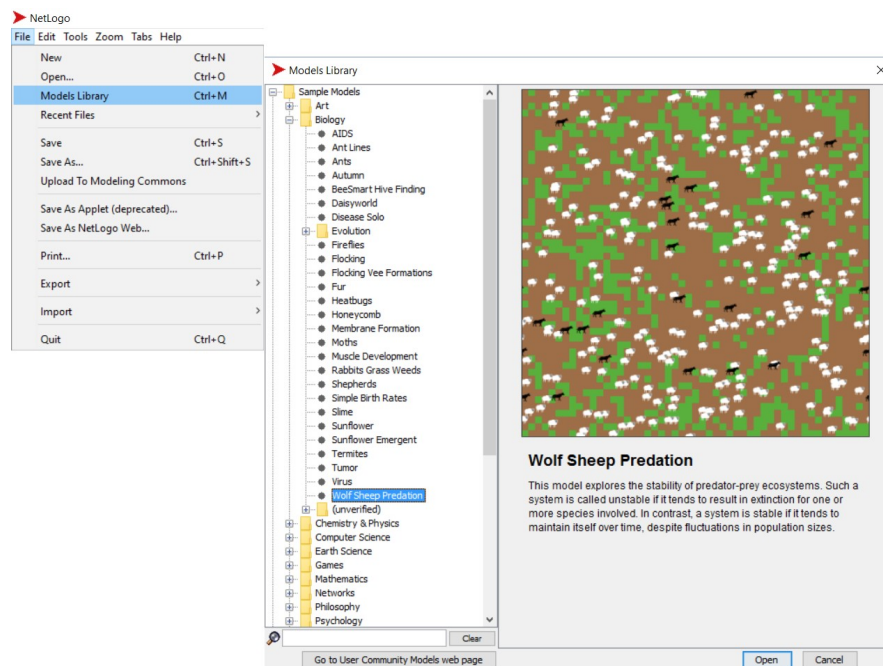 NetLogo
File Edit Tools Zoom Tabs Help
New Ctrl+N
Open... Ctrl+O
Models Library Ctrl+M
Recent Files
Save Ctrl+S
Save As... Ctrl+Shift+S
Upload To Modeling Commons
Save As Applet (deprecated)...
Save As NetLogo Web...
Print... Ctrl+P
Export
Import
Quit Ctrl+Q
Models Library
Sample Models
Art
Biology
AIDS
Ant Lines
Ants
Autumn
BeeSmart Hive Finding
Daisyworld
Disease Solo
Evolution
Fireflies
Flocking
Flocking Vee Formations
Fur
Heatbugs
Honeycomb
Membrane Formation
Moths
Muscle Development
Rabbits Grass Weeds
Shepherds
Simple Birth Rates
Slime
Sunflower
Sunflower Emergent
Termites
Tumor
Virus
Wolf Sheep Predation
(unverified)
Chemistry & Physics
Computer Science
Earth Science
Games
Mathematics
Networks
Philosophy
Psychology
Clear
Go to User Community Models web page
Wolf Sheep Predation
This model explores the stability of predator-prey ecosystems. Such a
system is called unstable if it tends to result in extinction for one or
more species involved. In contrast, a system is stable if it tends to
maintain itself over time, despite fluctuations in population sizes.
Open Cancel